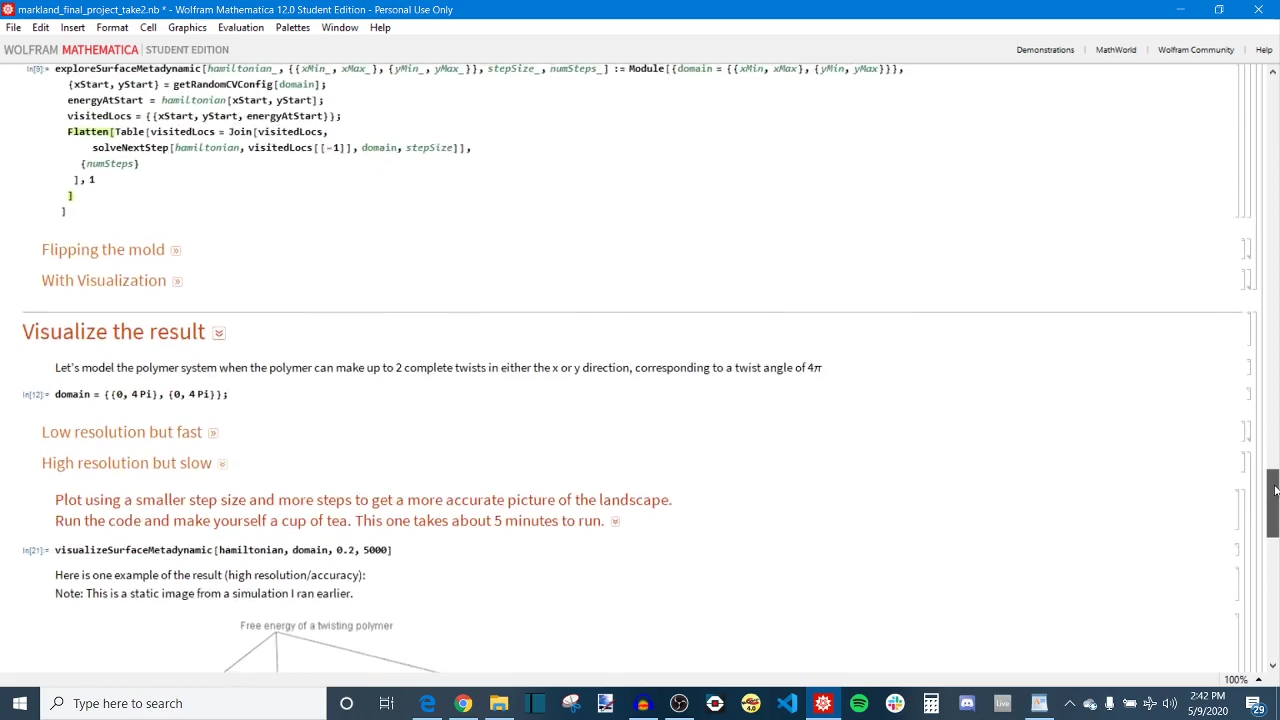 markland_final_project_take2.nb * - Mathematica 12.0 Student Edition - Personal Use Only
File Edit Insert Format Cell Graphics Evaluation Palettes Window Help
WOLFRAM MATHEMATICA | STUDENT EDITION Demonstrations | MathWorld | Wolfram Community | Help
In[9]:= exploreSurfaceMetadynamic[hamiltonian_, {{xMin_, xMax_}, {yMin_, yMax_}}, stepSize_, numSteps_] := Module[{domain = {{xMin, xMax}, {yMin, yMax}}},
{xStart, yStart} = getRandomCVConfig[domain];
energyAtStart = hamiltonian[xStart, yStart];
visitedLocs = {{xStart, yStart, energyAtStart}};
Flatten[Table[visitedLocs = Join[visitedLocs,
solveNextStep[hamiltonian, visitedLocs[[-1]], domain, stepSize]],
{numSteps}
], 1
]
]
Flipping the mold
With Visualization
Visualize the result
Let's model the polymer system when the polymer can make up to 2 complete twists in either the x or y direction, corresponding to a twist angle of 4π
In[12]:= domain = {{0, 4 Pi}, {0, 4 Pi}};
Low resolution but fast
High resolution but slow
Plot using a smaller step size and more steps to get a more accurate picture of the landscape.
Run the code and make yourself a cup of tea. This one takes about 5 minutes to run.
In[21]:= visualizeSurfaceMetadynamic[hamiltonian, domain, 0.2, 5000]
Here is one example of the result (high resolution/accuracy):
Note: This is a static image from a simulation I ran earlier.
Free energy of a twisting polymer
100%
Type here to search
4.0
Live
2:42 PM
5/9/2020
29